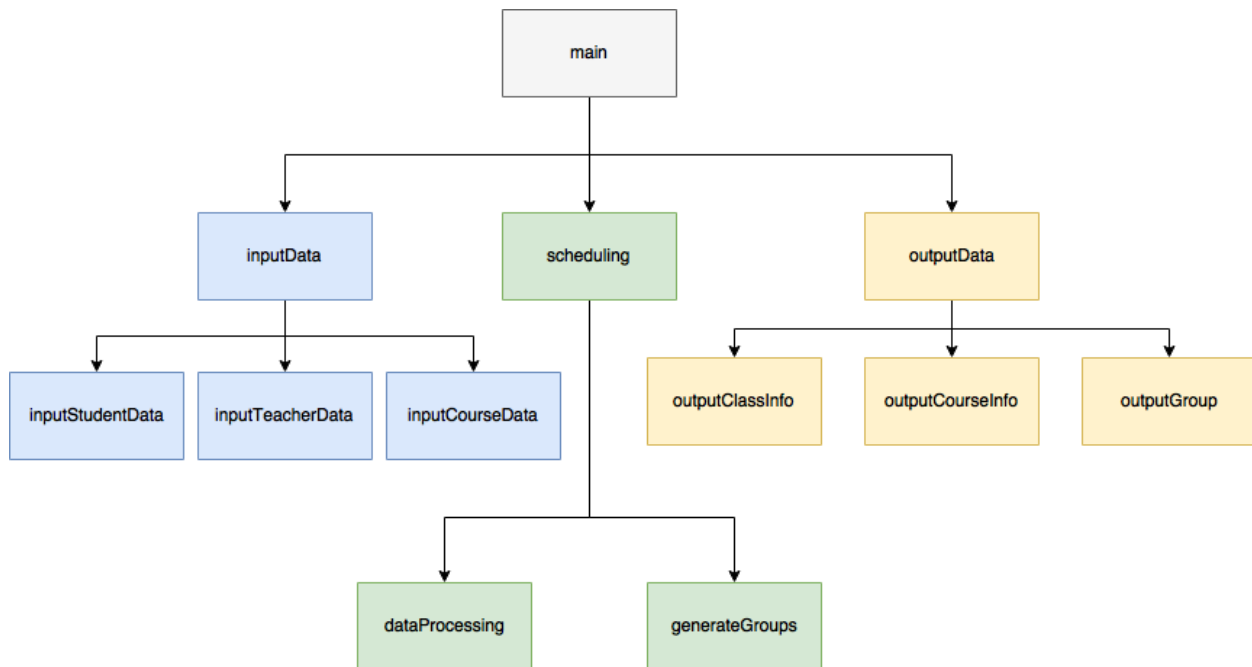 main
inputData
scheduling
outputData
inputStudentData
inputTeacherData
inputCourseData
outputClassInfo
outputCourseInfo
outputGroup
dataProcessing
generateGroups